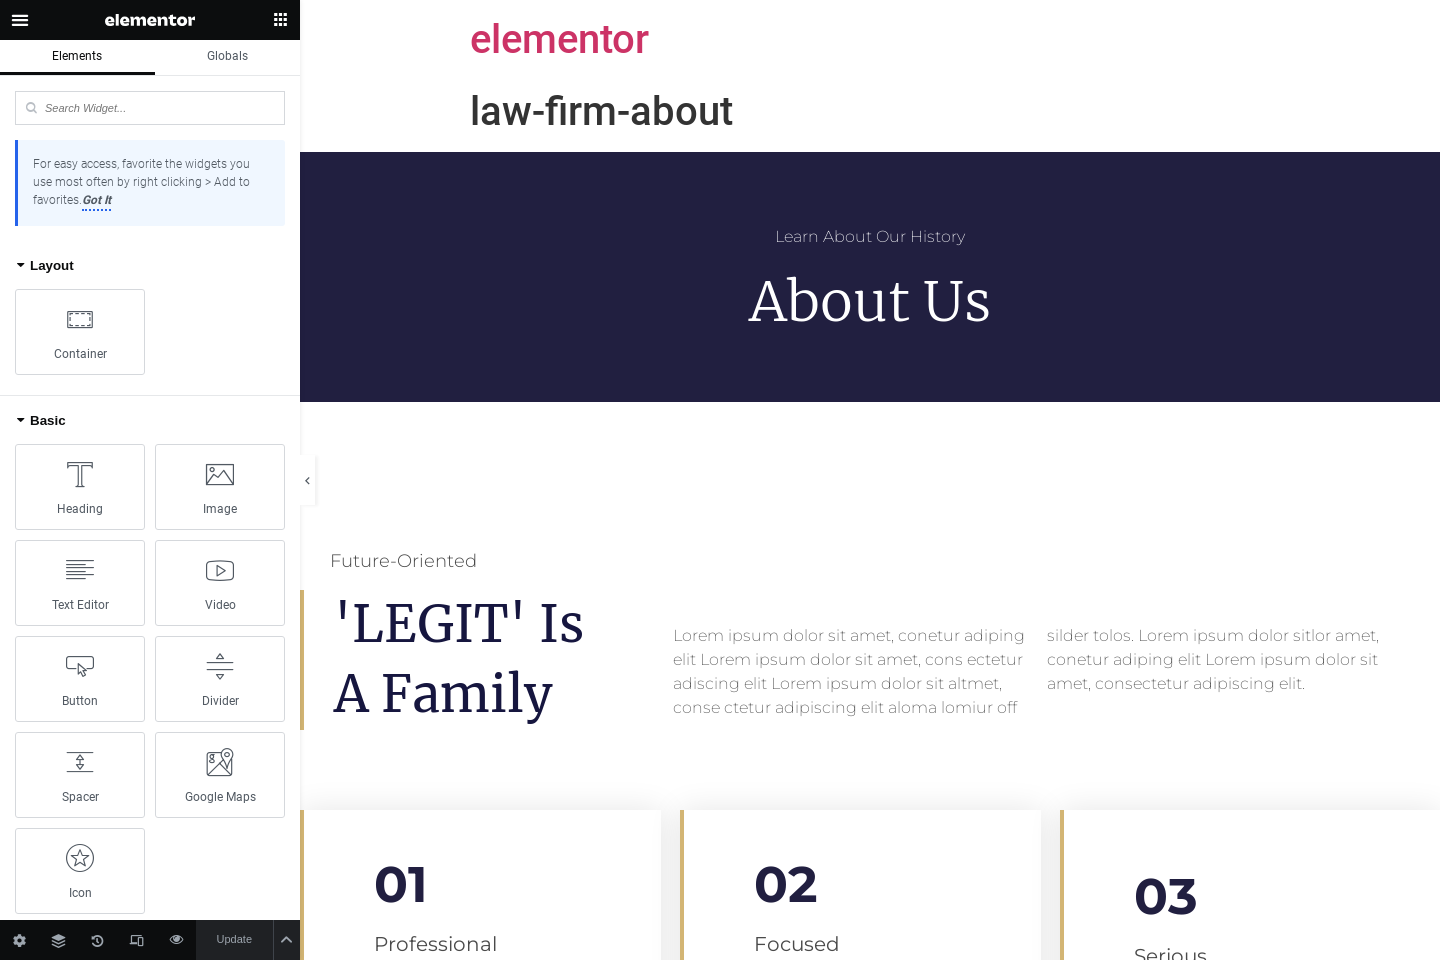 elementor
Elements
Globals
Search Widget...
For easy access, favorite the widgets you
use most often by right clicking > Add to
favorites. Got It
Layout
Container
Basic
Heading
Image
Text Editor
Video
Button
Divider
Spacer
Google Maps
Icon
Update
elementor
law-firm-about
Learn About Our History
About Us
Future-Oriented
'LEGIT' Is
A Family
Lorem ipsum dolor sit amet, conetur adiping
elit Lorem ipsum dolor sit amet, cons ectetur
adiscing elit Lorem ipsum dolor sit altmet,
conse ctetur adipiscing elit aloma lomiur off
silder tolos. Lorem ipsum dolor sitlor amet,
conetur adiping elit Lorem ipsum dolor sit
amet, consectetur adipiscing elit.
01
Professional
02
Focused
03
Serious